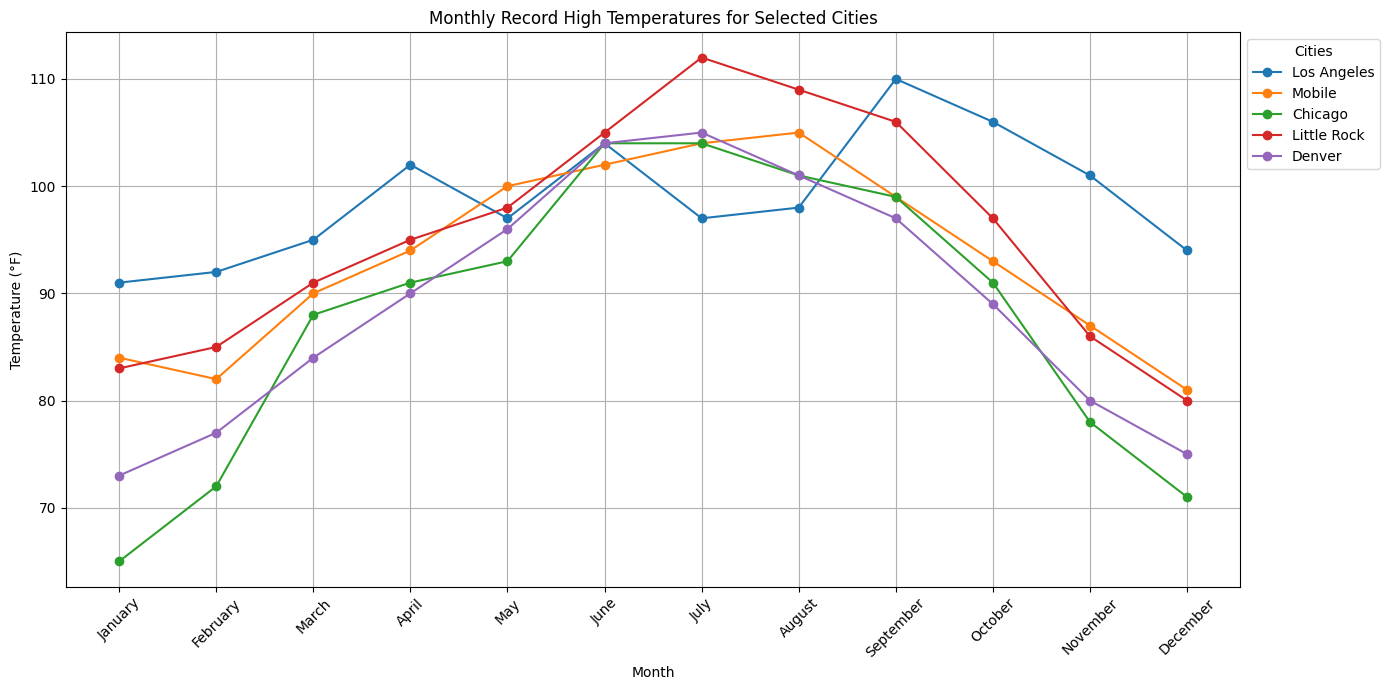 Monthly Record High Temperatures for Selected Cities
Cities
Los Angeles
Mobile
Chicago
Little Rock
Denver
Temperature (°F)
110
100
90
80
70
January
February
March
April
May
June
July
August
September
October
November
December
Month